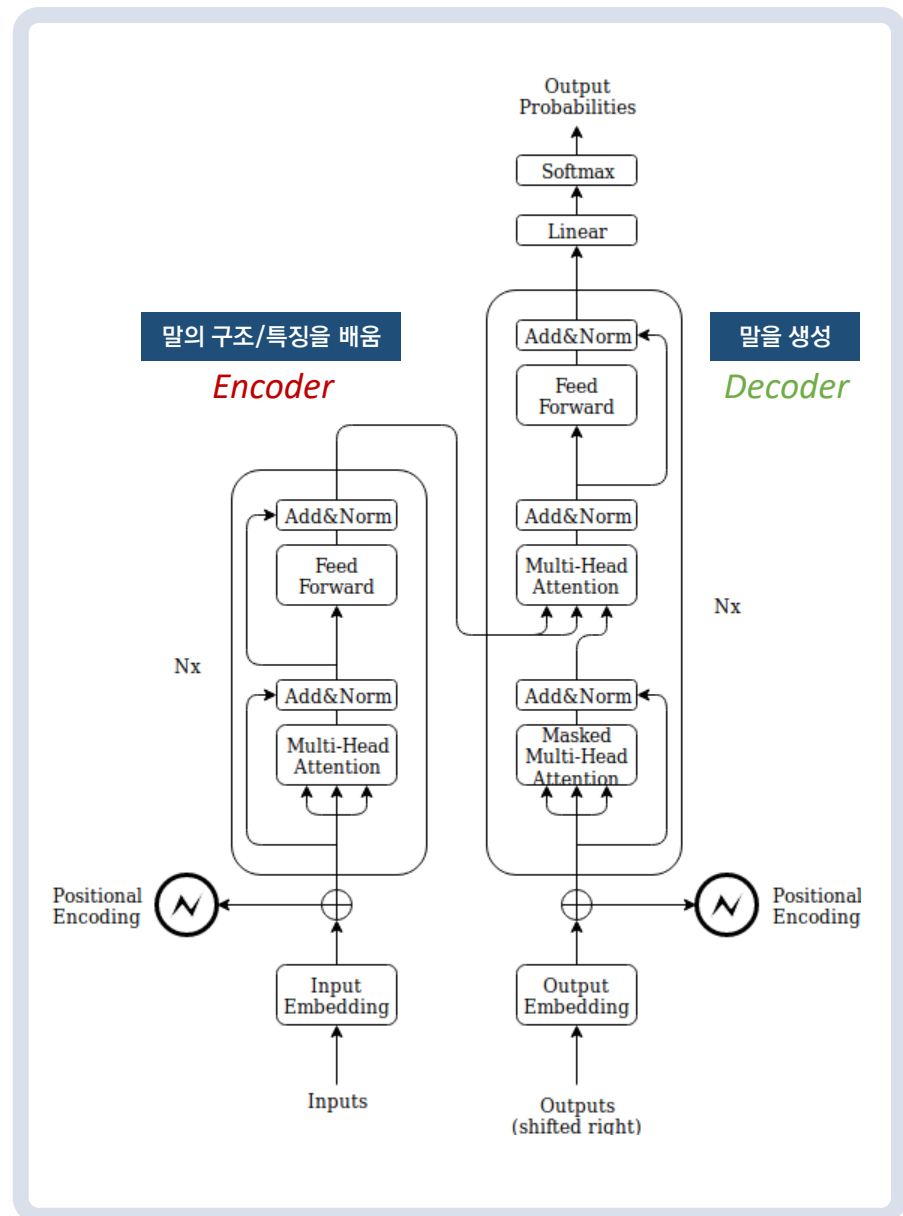 Output
Probabilities
Softmax
Linear
말의 구조/특징을 배움
Encoder
말을 생성
Decoder
Add&Norm
Feed
Forward
Add&Norm
Multi-Head
Attention
Nx
Add&Norm
Masked
Multi-Head
Attention
Add&Norm
Feed
Forward
Nx
Add&Norm
Multi-Head
Attention
Positional
Encoding
Positional
Encoding
Input
Embedding
Output
Embedding
Inputs
Outputs
(shifted right)